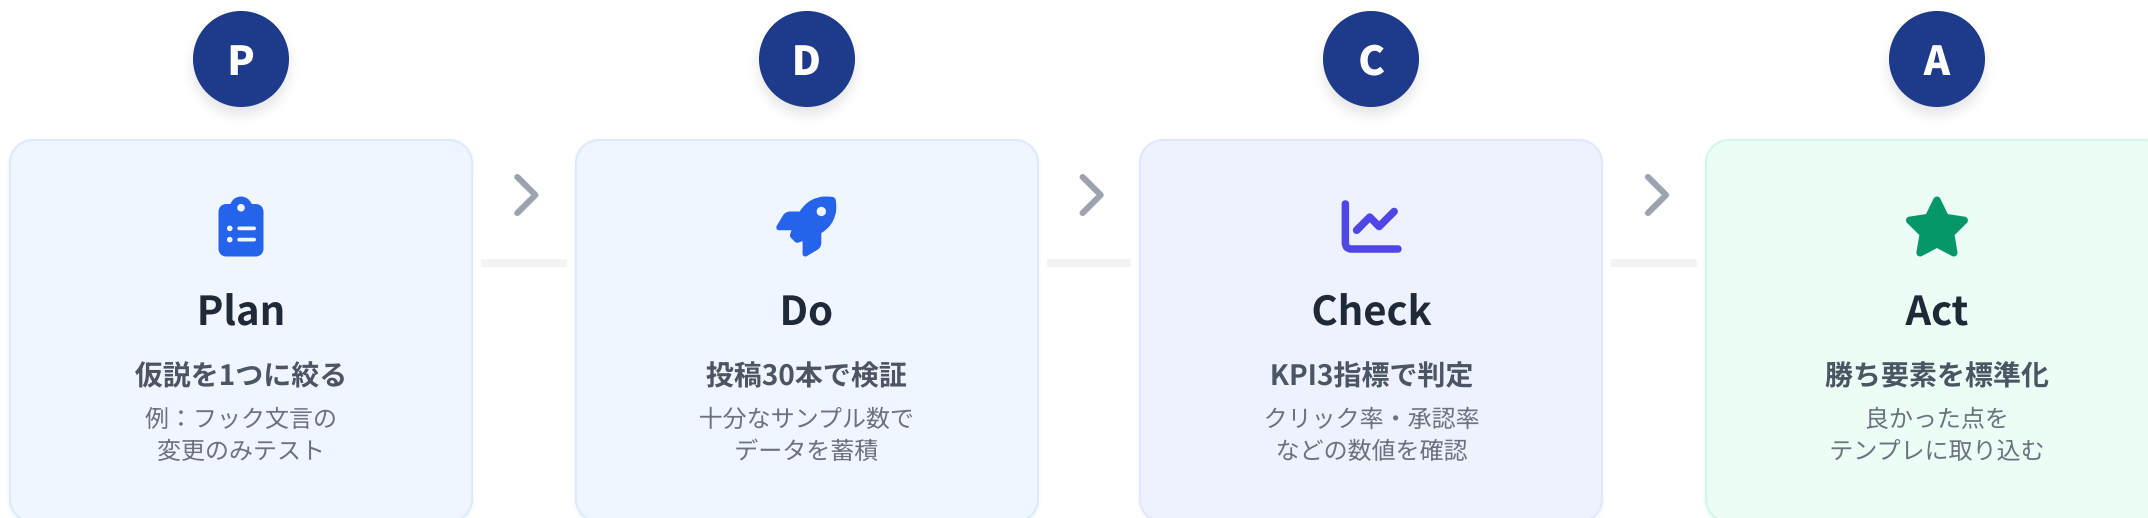 P
Plan
仮説を1つに絞る
例：フック文言の
変更のみテスト
D
Do
投稿30本で検証
十分なサンプル数で
データを蓄積
C
Check
KPI3指標で判定
クリック率・承認率
などの数値を確認
A
Act
勝ち要素を標準化
良かった点を
テンプレに取り込む